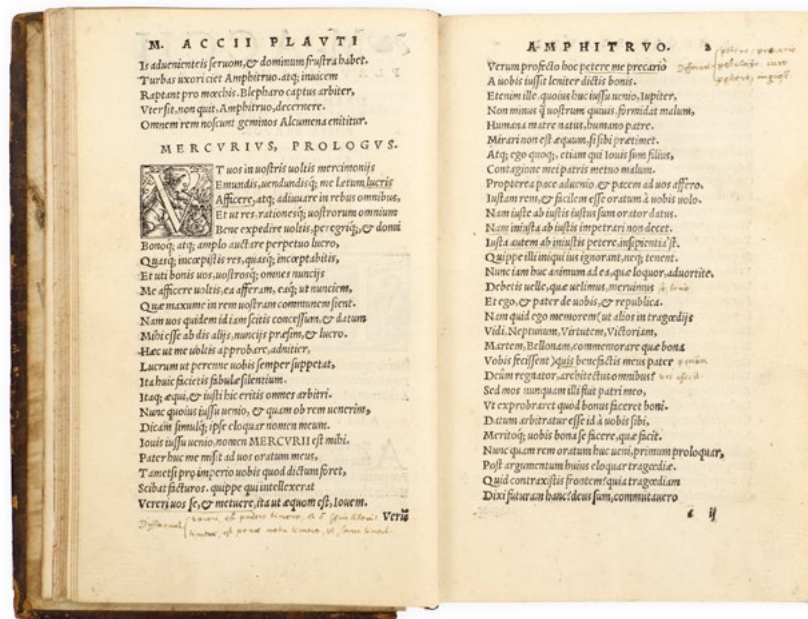 M. ACCII PLAVTI
Is adueniente is seruom, & dominum frustra habet.
Turbas uxori ciet Amphitruo. atq; inuicem
Raptant pro mœchis. Blepharo captus arbiter,
Vter sit, non quit. Amphitruo, decernere.
Omnem rem noscunt geminos Alcumena enititur.
MERCVRIVS, PROLOGVS.
VT uos in uostris uoltis mercimonijs
Emundis, uendundisq; me lætum lucris
Afficere, atq; adiuuare in rebus omnibus,
Et ut res, rationesq; uostrorum omnium
Bene expedire uoltis, peregriq;, & domi
Bonoq; atq; amplo auctare perpetuo lucro,
Quasq; incœpistis res, quasq; incœptabitis,
Et uti bonis uos, uostrosq; omnes nuncijs
Me afficere uoltis, ea afferam, eaq; ut nunciem,
Quæ maxume in rem uostram communem sient.
Nam uos quidem id iam scitis concessum, & datum
Mihi esse ab dis alijs, nuncijs præsim, & lucro.
Hæc ut me uoltis approbare, adnitier,
Lucrum ut perenne uobis semper suppetat,
Ita huic facietis fabulæ silentium.
Itaq; æqui, & iusti hic eritis omnes arbitri.
Nunc quoius iussu uenio, & quam ob rem uenerim,
Dicam simulq; ipse eloquar nomen meum.
Iouis iussu uenio, nomen MERCVRII est mihi.
Pater huc me misit ad uos oratum meus,
Tametsi pro imperio uobis quod dictum foret,
Scibat facturos. quippe qui intellexerat
Vereri uos se, & metuere, ita ut æquom est, Iouem.
Verũ
AMPHITRVO. 2
Verum profecto hoc petere me precario
A uobis iussit leniter dictis bonis.
Etenim ille, quoius huc iussu uenio, Iupiter,
Non minus q̃ uostrum quiuis, formidat malum,
Humana matre natus, humano patre.
Mirari non est æquum, si sibi prætimet.
Atq; ego quoq;, etiam qui Iouis sum filius,
Contagione mei patris metuo malum.
Propterea pace aduenio, & pacem ad uos affero.
Iustam rem, & facilem esse oratum à uobis uolo.
Nam iuste ab iustis iustus sum orator datus.
Nam iniusta ab iustis impetrari non decet.
Iusta autem ab iniustis petere, insipientia'st.
Quippe illi iniqui ius ignorant, neq; tenent.
Nunc iam huc animum ad ea, quæ loquor, aduortite.
Debetis uelle, quæ uelimus, meruimus
Et ego, & pater de uobis, & republica.
Nam quid ego memorem (ut alios in tragœdijs
Vidi, Neptunum, Virtutem, Victoriam,
Martem, Bellonam, commemorare quæ bona
Vobis fecissent) quis benefactis meus pater
Deûm regnator, architectus omnibus?
Sed mos nunquam illi fuit patri meo,
Vt exprobraret quod bonus faceret boni.
Datum arbitratur esse id à uobis sibi,
Meritoq; uobis bona se facere, quæ facit.
Nunc quam rem oratum huc ueni, primum proloquar,
Post argumentum huius eloquar tragœdiæ.
Quid contraxistis frontem? quia tragœdiam
Dixi futuram hanc? deus sum, commutauero
a ij